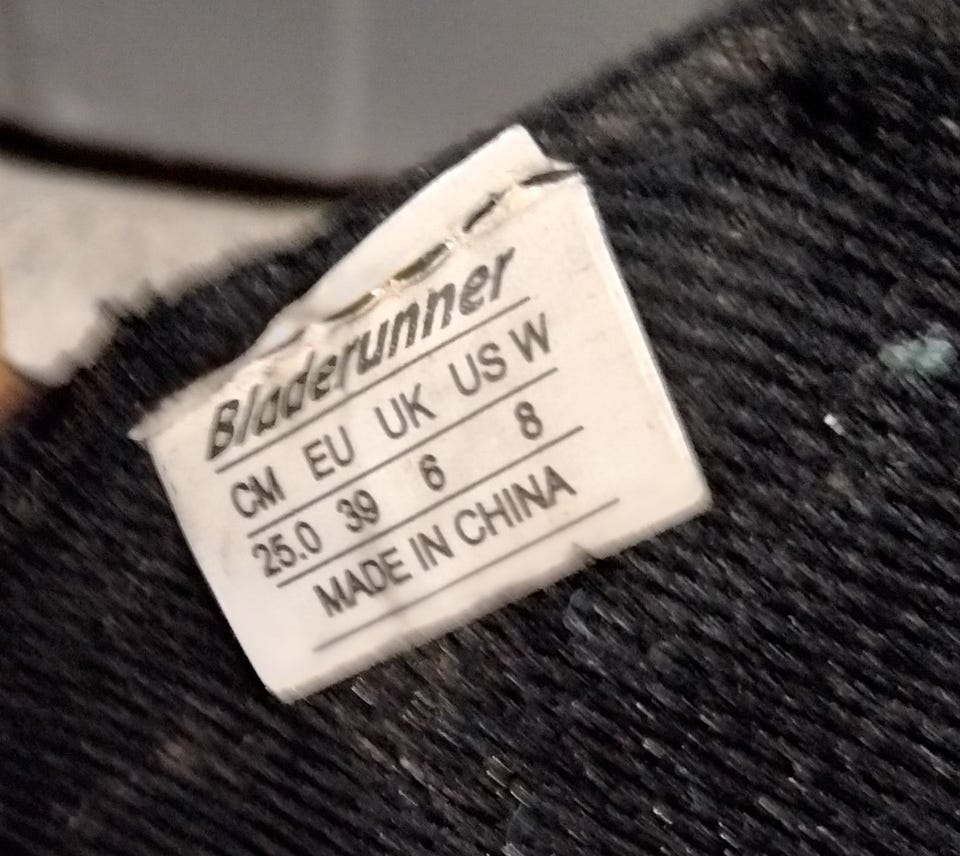 Bladerunner
CM EU UK US W
25.0 39 6 8
MADE IN CHINA